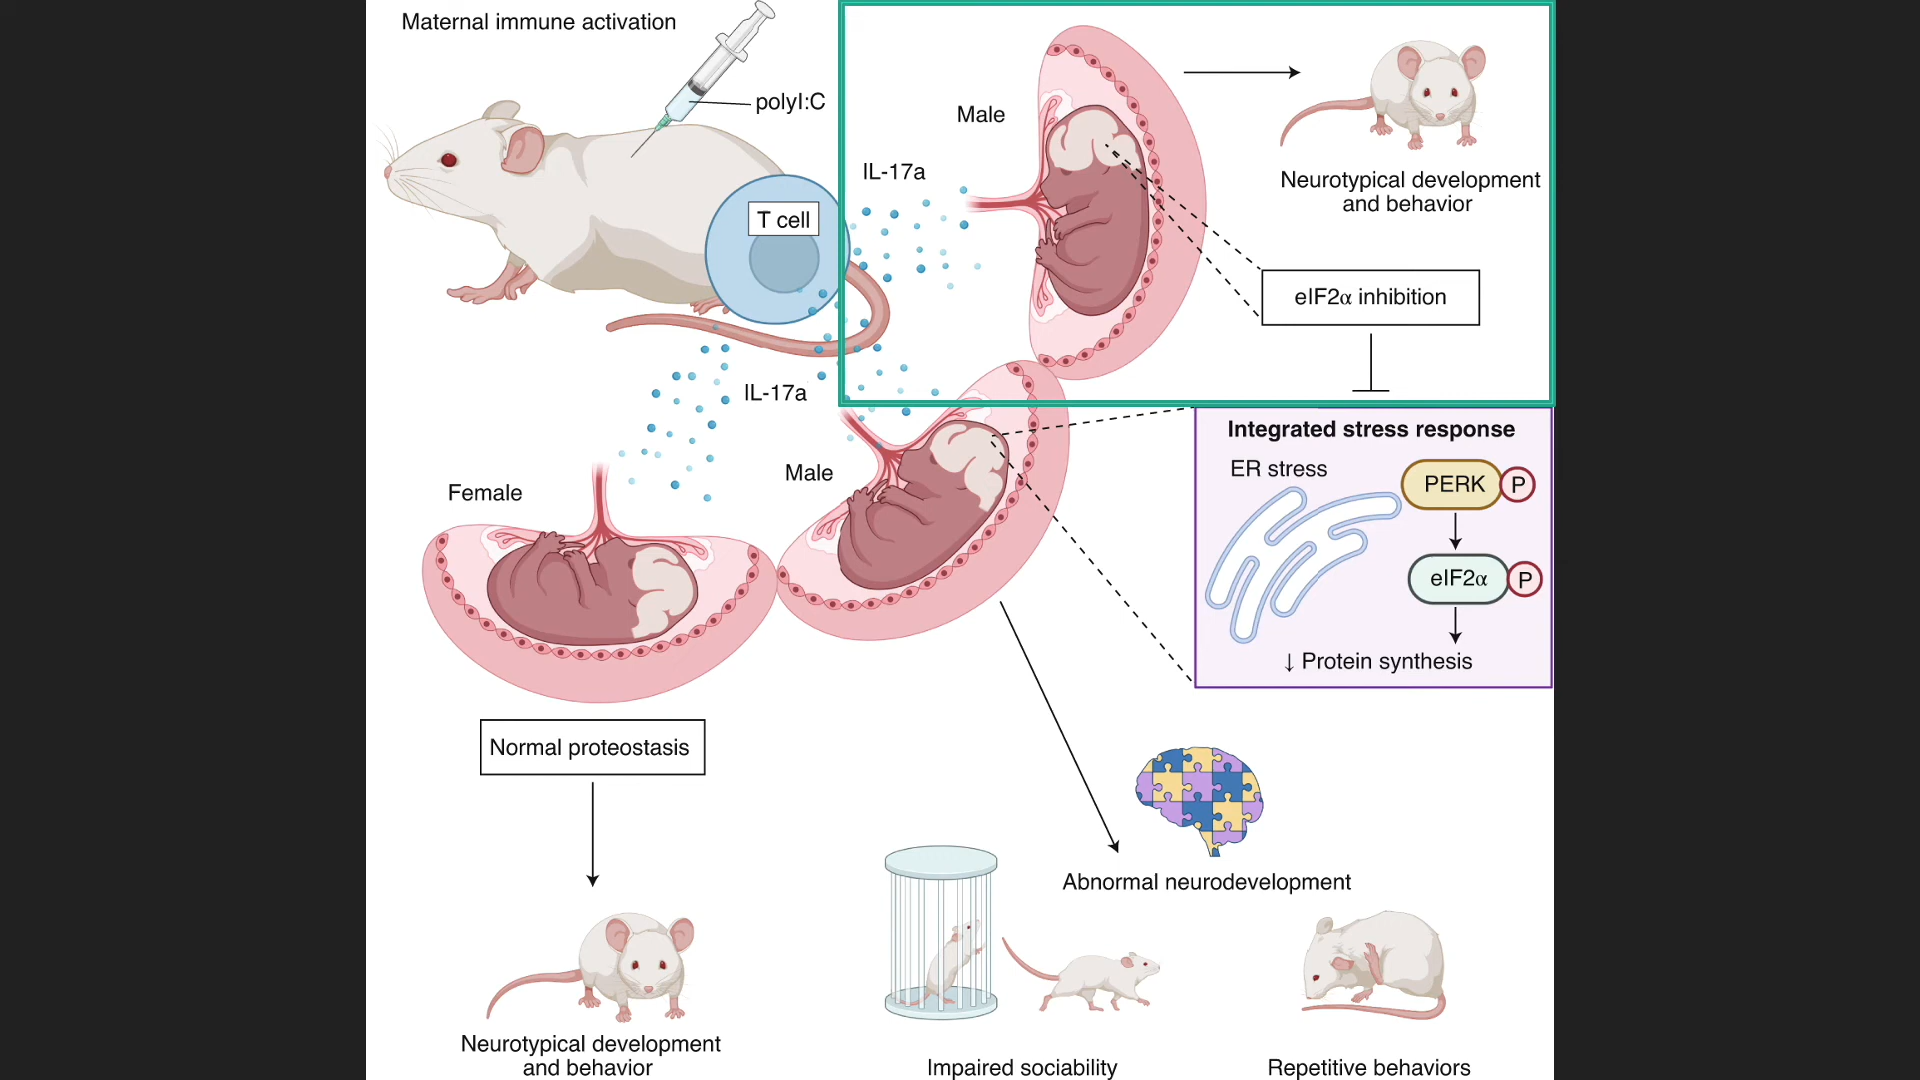 Maternal immune activation
polyI:C
T cell
IL-17a
Male
Neurotypical development
and behavior
eIF2α inhibition
IL-17a
Male
Female
Integrated stress response
ER stress
PERK
P
eIF2α
P
↓ Protein synthesis
Normal proteostasis
Neurotypical development
and behavior
Abnormal neurodevelopment
Impaired sociability
Repetitive behaviors